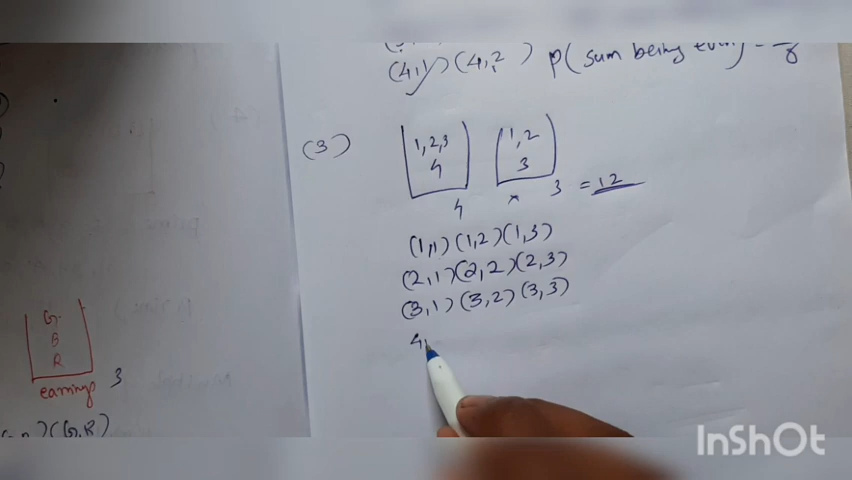 (4,1) (4,2) p( sum being even) =
8
(3)
1,2,3
4
1,2
3
4 × 3 = 12
(1,1) (1,2) (1,3)
(2,1) (2,2) (2,3)
(3,1) (3,2) (3,3)
4,
G
B
R
earrings 3
) (G,R)
InShOt